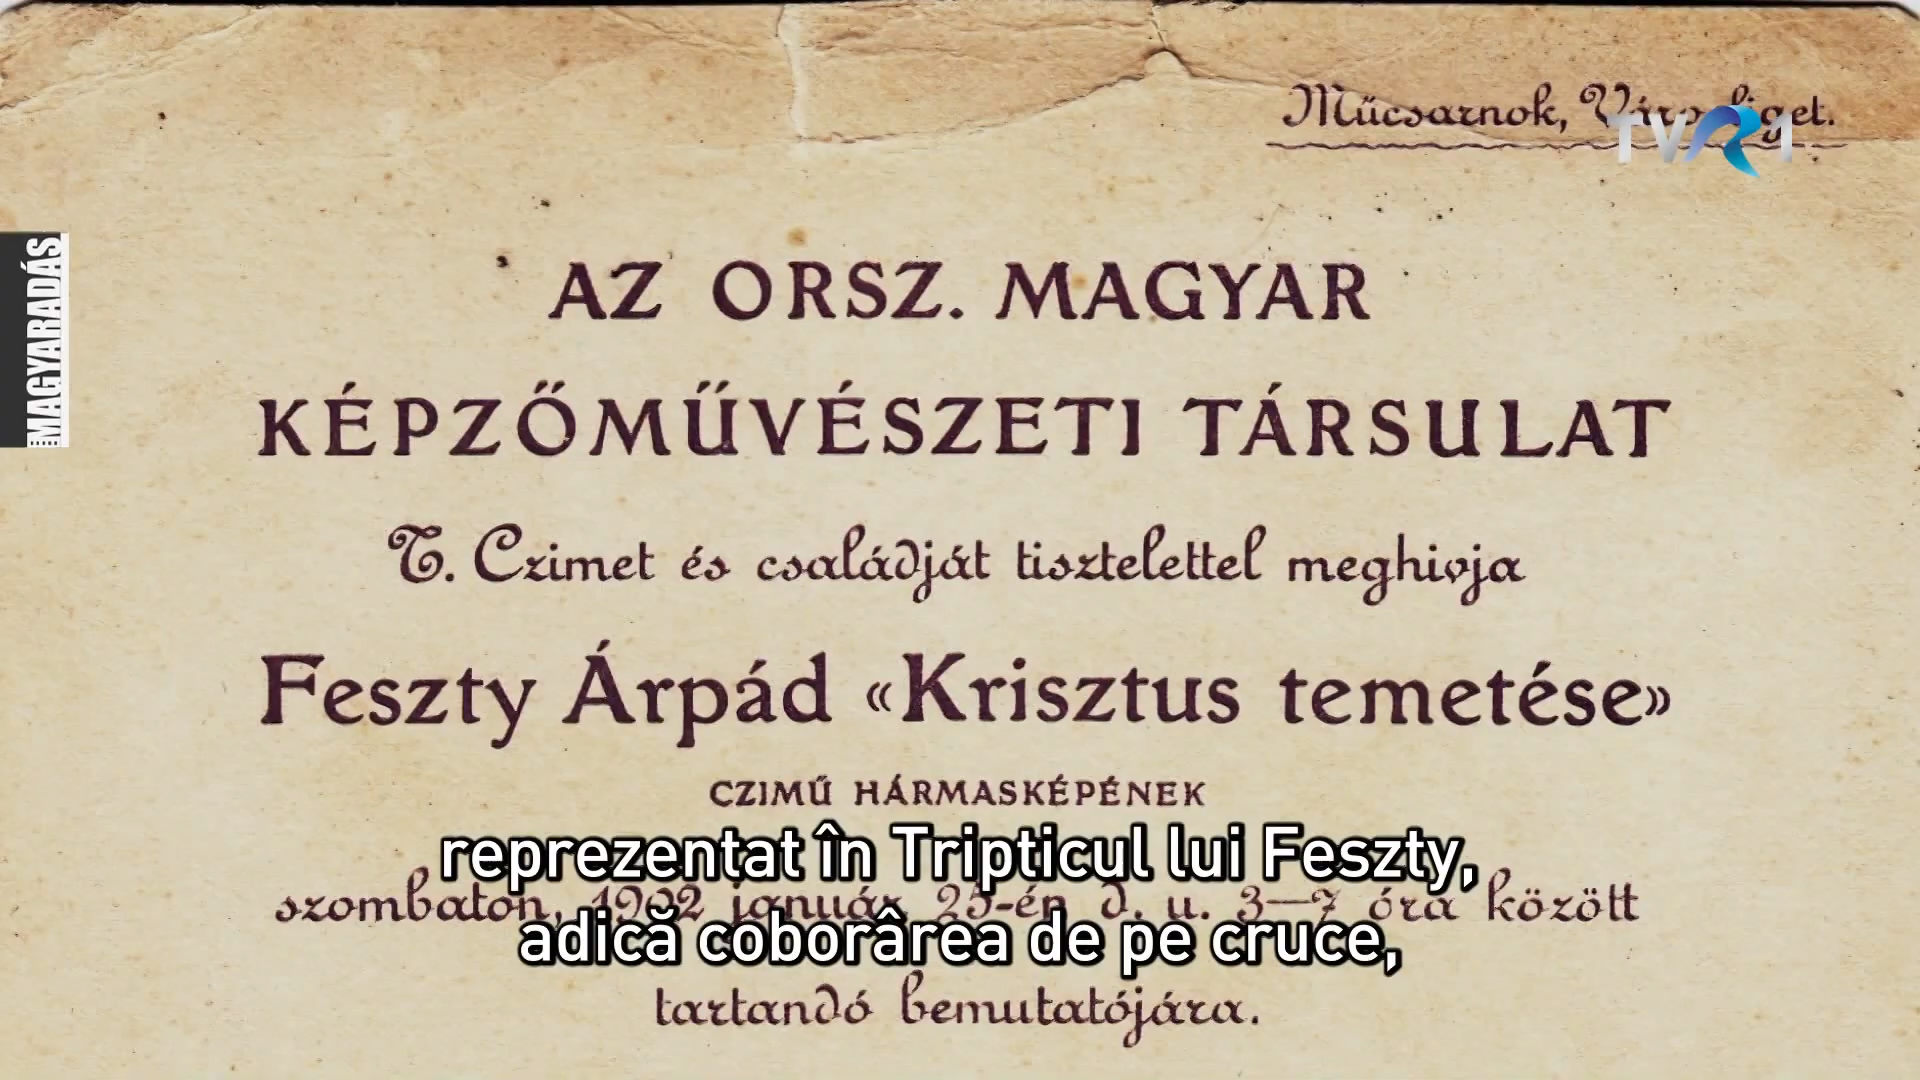 Műcsarnok, Városliget.
TVR1
MAGYARADÁS
AZ ORSZ. MAGYAR
KÉPZŐMŰVÉSZETI TÁRSULAT
T. Czimet és családját tisztelettel meghivja
Feszty Árpád «Krisztus temetése»
CZIMŰ HÁRMASKÉPÉNEK
reprezentat în Tripticul lui Feszty,
szombaton, 1902 január 25-én d. u. 3—7 óra között
adică coborârea de pe cruce,
tartandó bemutatójára.